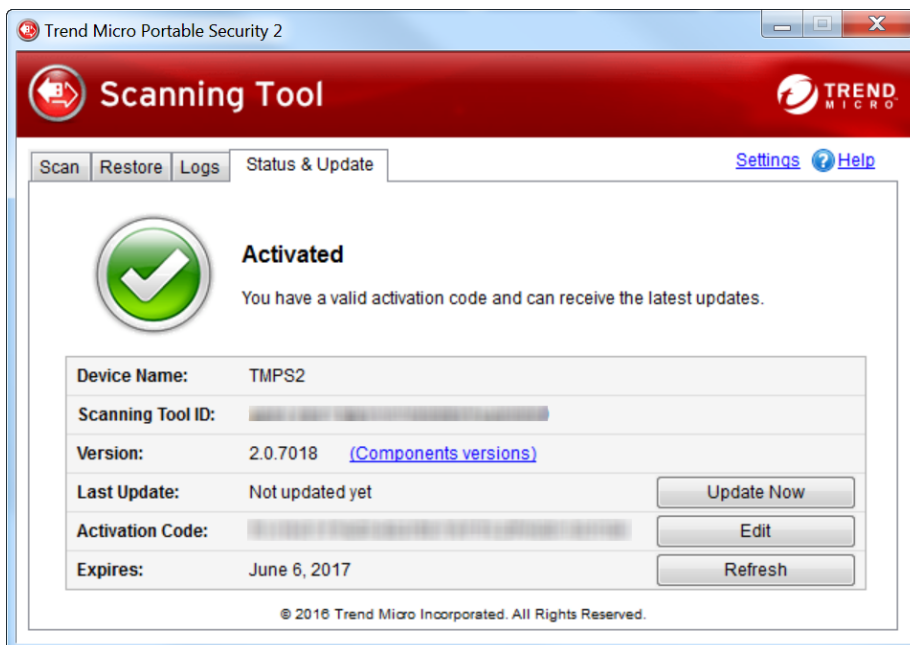 Trend Micro Portable Security 2
Scanning Tool
TREND
MICRO
Scan Restore Logs Status & Update Settings ? Help
Activated
You have a valid activation code and can receive the latest updates.
Device Name: TMPS2
Scanning Tool ID:
Version: 2.0.7018 (Components versions)
Last Update: Not updated yet Update Now
Activation Code: Edit
Expires: June 6, 2017 Refresh
© 2016 Trend Micro Incorporated. All Rights Reserved.